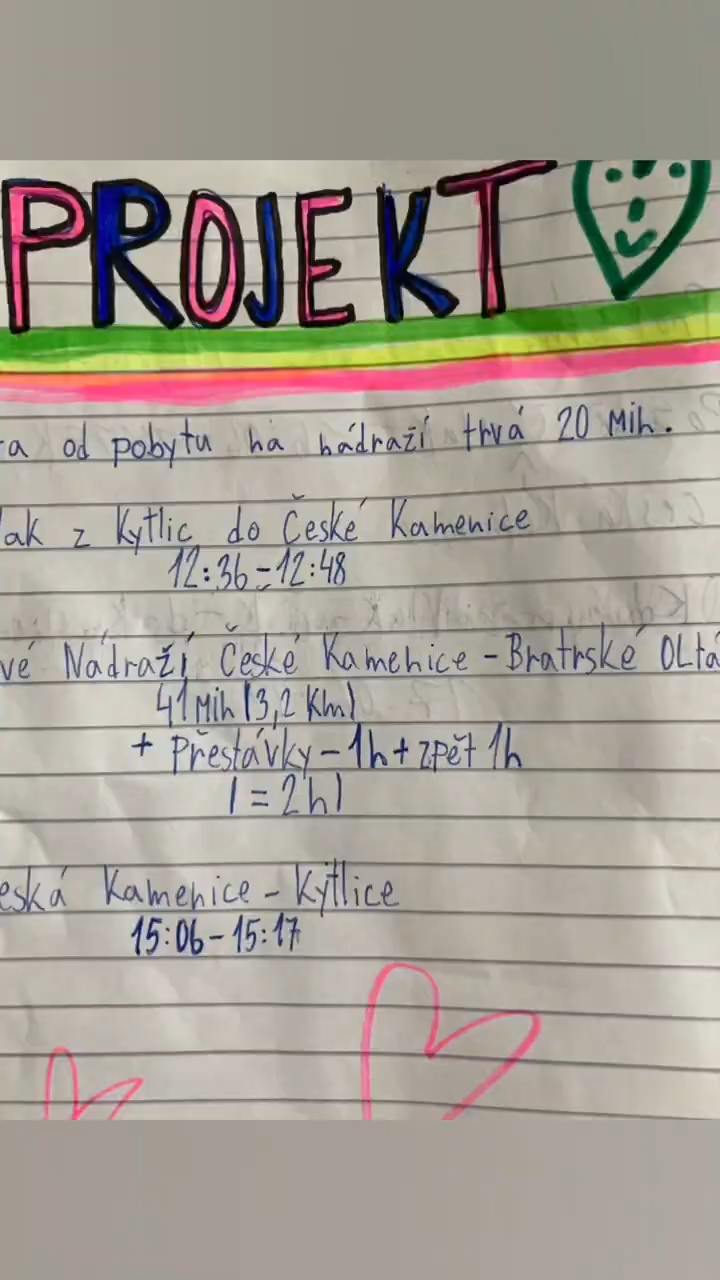 PROJEKT
a od pobytu na nádraží trvá 20 Min.
lak z Kytlic do České Kamenice
12:36 - 12:48
vé Nádraží České Kamenice - Bratrské Oltá
41 Min (3,2 Km)
+ Přestávky - 1h + zpět 1h
(= 2h)
eská Kamenice - Kytlice
15:06 - 15:17